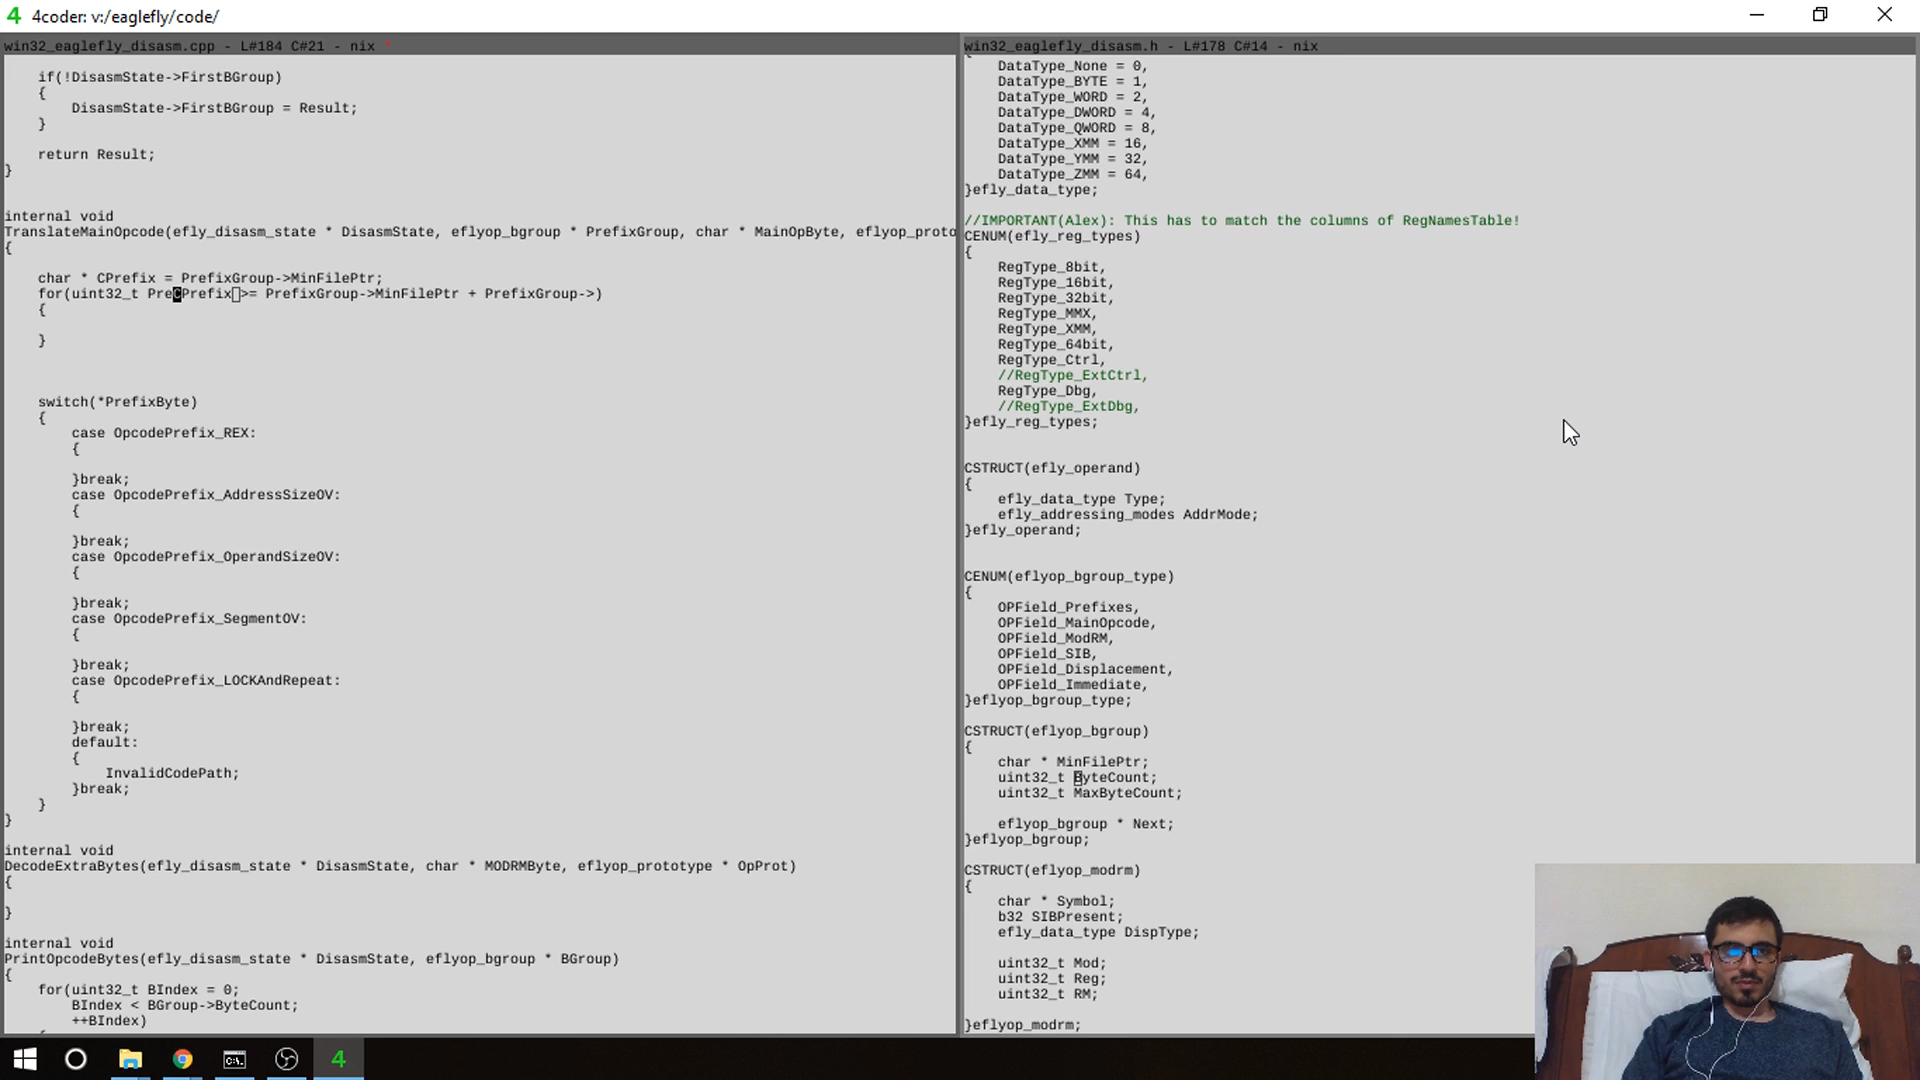 4 4coder: v:/eaglefly/code/
win32_eaglefly_disasm.cpp - L#184 C#21 - nix *
    if(!DisasmState->FirstBGroup)
    {
        DisasmState->FirstBGroup = Result;
    }
    return Result;
}
internal void
TranslateMainOpcode(efly_disasm_state * DisasmState, eflyop_bgroup * PrefixGroup, char * MainOpByte, eflyop_proto
{
    char * CPrefix = PrefixGroup->MinFilePtr;
    for(uint32_t PreCPrefix >= PrefixGroup->MinFilePtr + PrefixGroup->)
    {
    }
    switch(*PrefixByte)
    {
        case OpcodePrefix_REX:
        {
        }break;
        case OpcodePrefix_AddressSizeOV:
        {
        }break;
        case OpcodePrefix_OperandSizeOV:
        {
        }break;
        case OpcodePrefix_SegmentOV:
        {
        }break;
        case OpcodePrefix_LOCKAndRepeat:
        {
        }break;
        default:
        {
            InvalidCodePath;
        }break;
    }
}
internal void
DecodeExtraBytes(efly_disasm_state * DisasmState, char * MODRMByte, eflyop_prototype * OpProt)
{
}
internal void
PrintOpcodeBytes(efly_disasm_state * DisasmState, eflyop_bgroup * BGroup)
{
    for(uint32_t BIndex = 0;
        BIndex < BGroup->ByteCount;
        ++BIndex)
win32_eaglefly_disasm.h - L#178 C#14 - nix
{
    DataType_None = 0,
    DataType_BYTE = 1,
    DataType_WORD = 2,
    DataType_DWORD = 4,
    DataType_QWORD = 8,
    DataType_XMM = 16,
    DataType_YMM = 32,
    DataType_ZMM = 64,
}efly_data_type;
//IMPORTANT(Alex): This has to match the columns of RegNamesTable!
CENUM(efly_reg_types)
{
    RegType_8bit,
    RegType_16bit,
    RegType_32bit,
    RegType_MMX,
    RegType_XMM,
    RegType_64bit,
    RegType_Ctrl,
    //RegType_ExtCtrl,
    RegType_Dbg,
    //RegType_ExtDbg,
}efly_reg_types;
CSTRUCT(efly_operand)
{
    efly_data_type Type;
    efly_addressing_modes AddrMode;
}efly_operand;
CENUM(eflyop_bgroup_type)
{
    OPField_Prefixes,
    OPField_MainOpcode,
    OPField_ModRM,
    OPField_SIB,
    OPField_Displacement,
    OPField_Immediate,
}eflyop_bgroup_type;
CSTRUCT(eflyop_bgroup)
{
    char * MinFilePtr;
    uint32_t ByteCount;
    uint32_t MaxByteCount;
    eflyop_bgroup * Next;
}eflyop_bgroup;
CSTRUCT(eflyop_modrm)
{
    char * Symbol;
    b32 SIBPresent;
    efly_data_type DispType;
    uint32_t Mod;
    uint32_t Reg;
    uint32_t RM;
}eflyop_modrm;
4